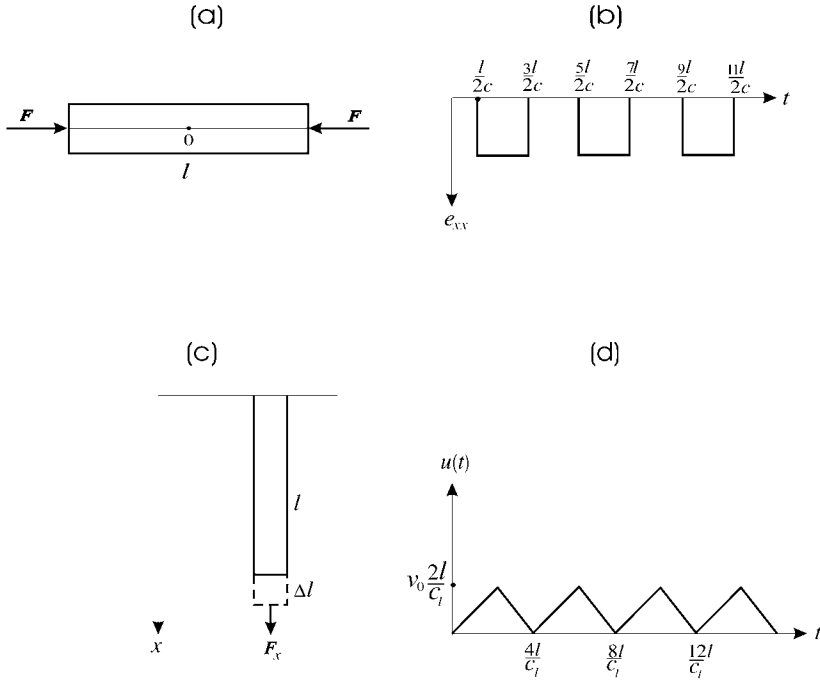 (a)
F
F
0
l
(b)
l/2c 3l/2c 5l/2c 7l/2c 9l/2c 11l/2c
t
e_xx
(c)
l
Δl
x
F_x
(d)
u(t)
v_0 2l/c_l
t
4l/c_l 8l/c_l 12l/c_l